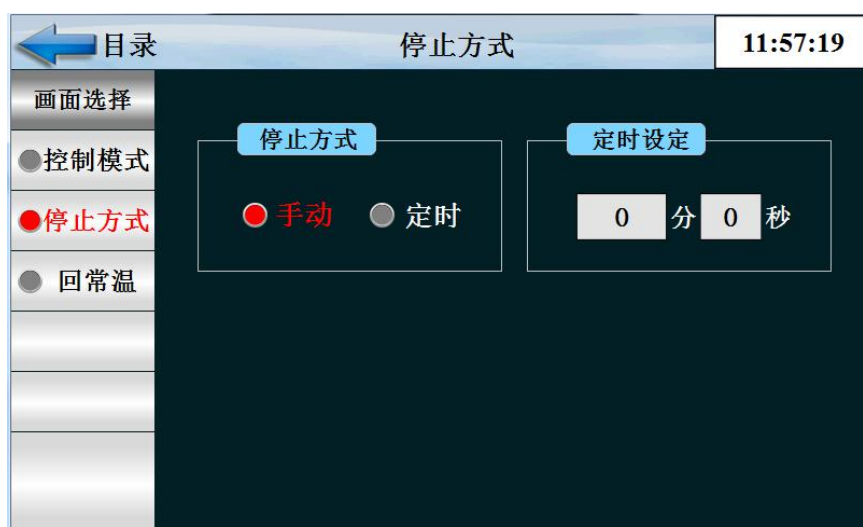 目录
停止方式
11:57:19
画面选择
控制模式
停止方式
回常温
停止方式
手动
定时
定时设定
0 分 0 秒